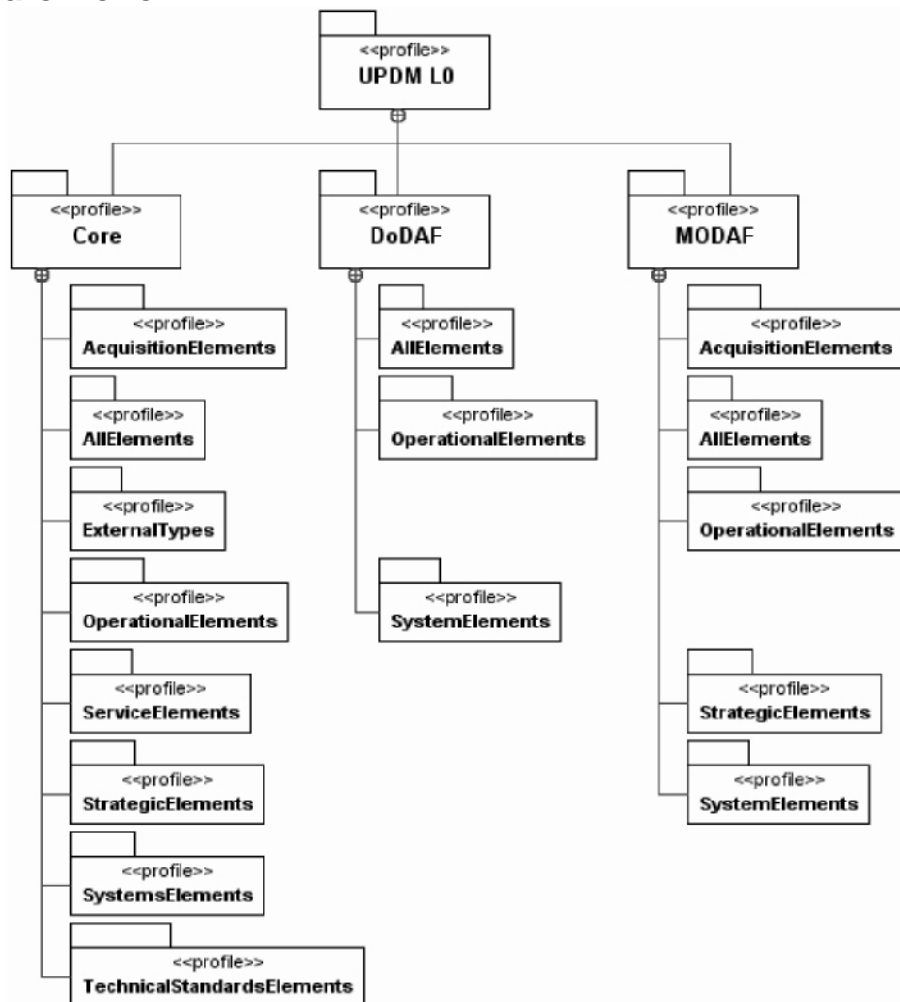 <<profile>>
UPDM L0
<<profile>>
Core
<<profile>>
DoDAF
<<profile>>
MODAF
<<profile>>
AcquisitionElements
<<profile>>
AllElements
<<profile>>
ExternalTypes
<<profile>>
OperationalElements
<<profile>>
ServiceElements
<<profile>>
StrategicElements
<<profile>>
SystemsElements
<<profile>>
TechnicalStandardsElements
<<profile>>
AllElements
<<profile>>
OperationalElements
<<profile>>
SystemElements
<<profile>>
AcquisitionElements
<<profile>>
AllElements
<<profile>>
OperationalElements
<<profile>>
StrategicElements
<<profile>>
SystemElements